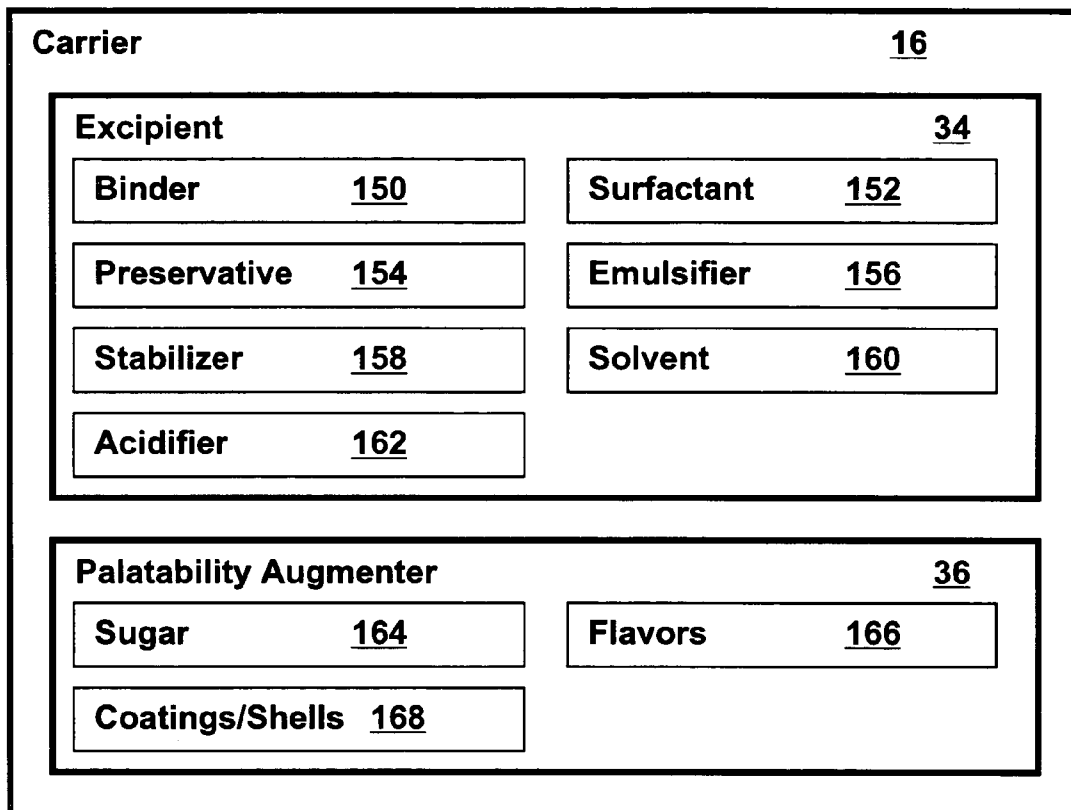 Carrier 16
Excipient 34
Binder 150 Surfactant 152
Preservative 154 Emulsifier 156
Stabilizer 158 Solvent 160
Acidifier 162
Palatability Augmenter 36
Sugar 164 Flavors 166
Coatings/Shells 168